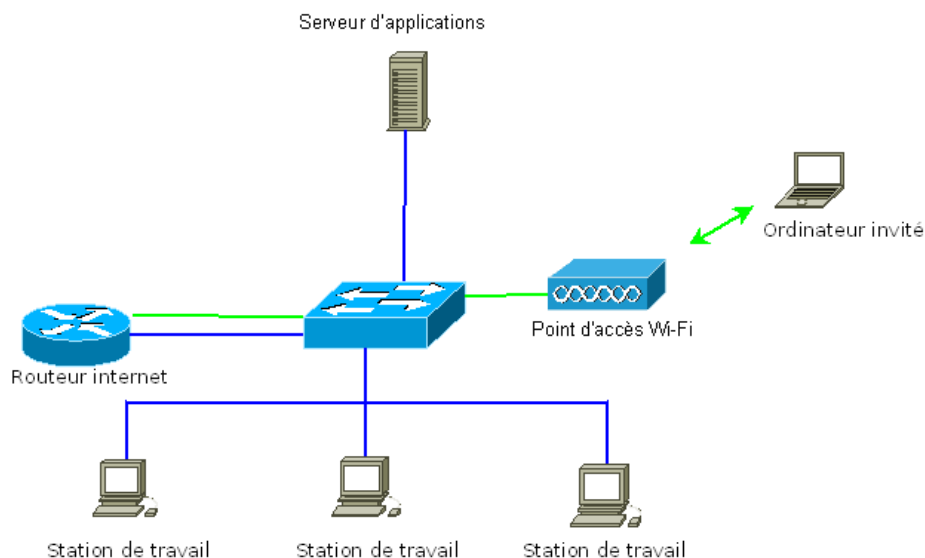 Serveur d'applications
Ordinateur invité
Point d'accès Wi-Fi
Routeur internet
Station de travail
Station de travail
Station de travail